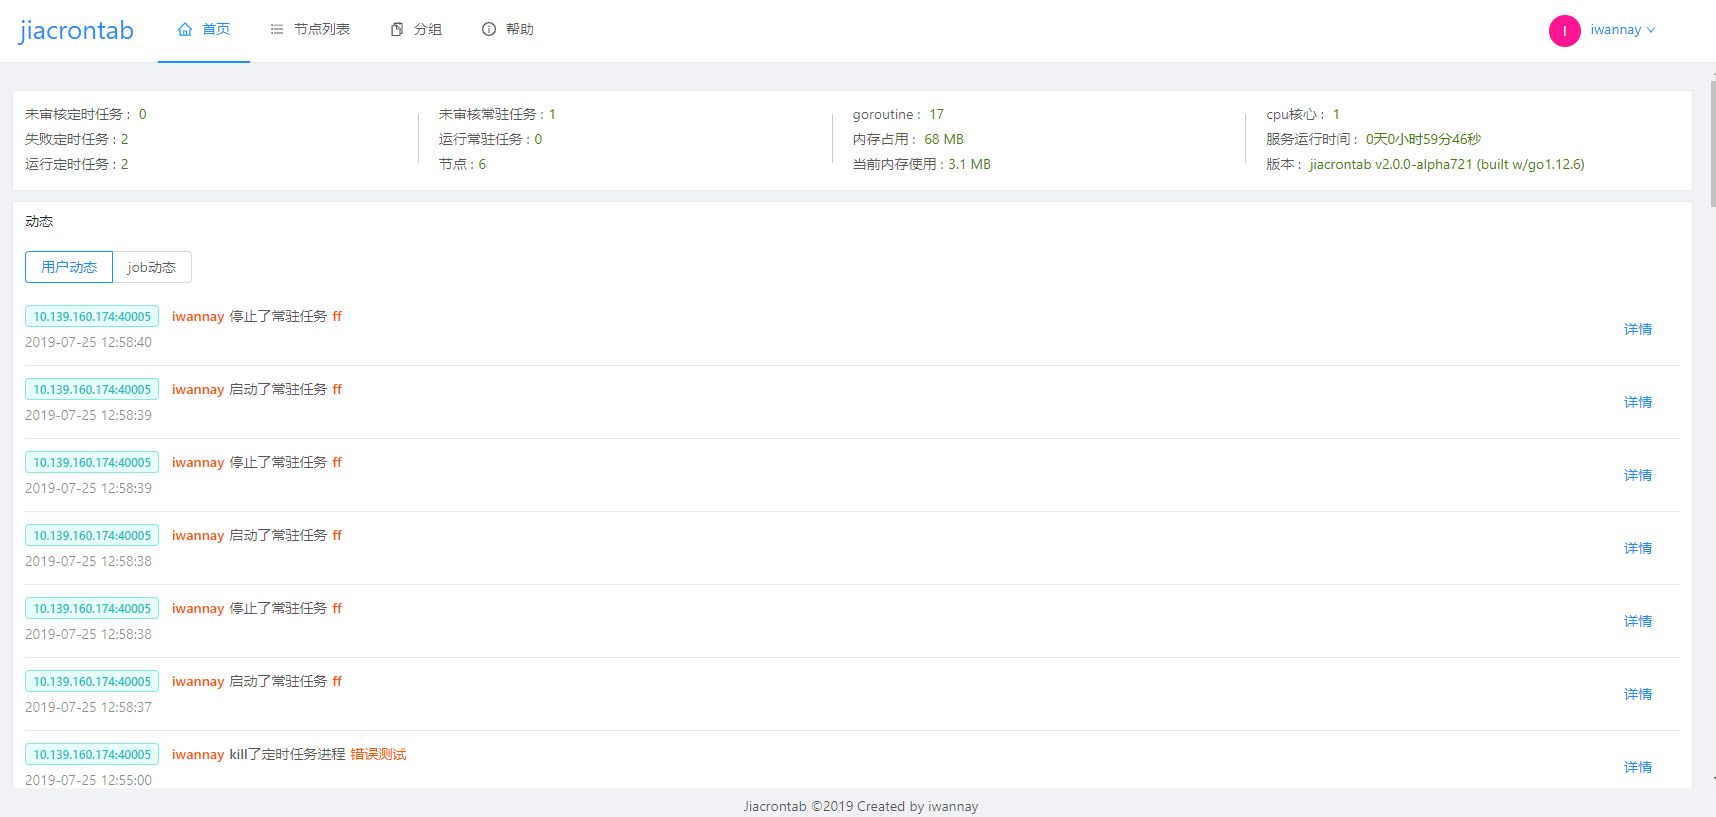 jiacrontab 首页 节点列表 分组 帮助 I iwannay
未审核定时任务： 0 未审核常驻任务 : 1 goroutine： 17 cpu核心： 1
失败定时任务 : 2 运行常驻任务 : 0 内存占用： 68 MB 服务运行时间： 0天0小时59分46秒
运行定时任务 : 2 节点 : 6 当前内存使用 : 3.1 MB 版本： jiacrontab v2.0.0-alpha721 (built w/go1.12.6)
动态
用户动态 job动态
10.139.160.174:40005 iwannay 停止了常驻任务 ff
2019-07-25 12:58:40
详情
10.139.160.174:40005 iwannay 启动了常驻任务 ff
2019-07-25 12:58:39
详情
10.139.160.174:40005 iwannay 停止了常驻任务 ff
2019-07-25 12:58:39
详情
10.139.160.174:40005 iwannay 启动了常驻任务 ff
2019-07-25 12:58:38
详情
10.139.160.174:40005 iwannay 停止了常驻任务 ff
2019-07-25 12:58:38
详情
10.139.160.174:40005 iwannay 启动了常驻任务 ff
2019-07-25 12:58:37
详情
10.139.160.174:40005 iwannay kill了定时任务进程 错误测试
2019-07-25 12:55:00
详情
Jiacrontab ©2019 Created by iwannay